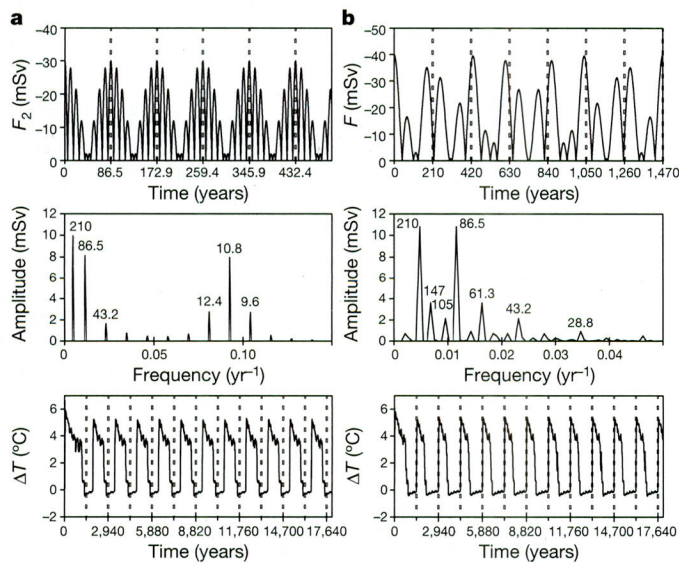 a
F2 (mSv)
–40
–30
–20
–10
0
0 86.5 172.9 259.4 345.9 432.4
Time (years)
Amplitude (mSv)
12
10
8
6
4
2
0
210
86.5
43.2
12.4
10.8
9.6
0 0.05 0.10
Frequency (yr–1)
ΔT (°C)
6
4
2
0
–2
0 2,940 5,880 8,820 11,760 14,700 17,640
Time (years)
b
F (mSv)
–50
–40
–30
–20
–10
0
0 210 420 630 840 1,050 1,260 1,470
Time (years)
Amplitude (mSv)
12
10
8
6
4
2
0
210
86.5
147
105
61.3
43.2
28.8
0 0.01 0.02 0.03 0.04
Frequency (yr–1)
ΔT (°C)
6
4
2
0
–2
0 2,940 5,880 8,820 11,760 14,700 17,640
Time (years)